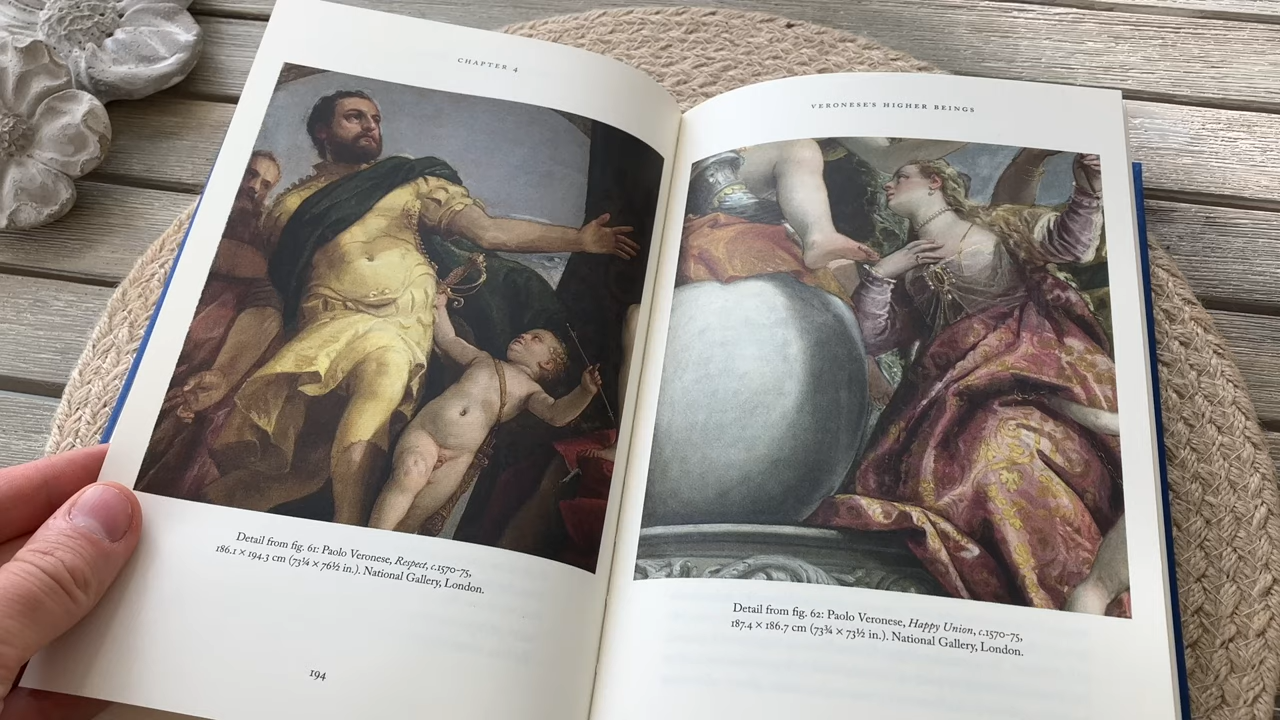 CHAPTER 4
Detail from fig. 61: Paolo Veronese, Respect, c.1570–75,
186.1 × 194.3 cm (73¼ × 76½ in.). National Gallery, London.
194
VERONESE'S HIGHER BEINGS
Detail from fig. 62: Paolo Veronese, Happy Union, c.1570–75,
187.4 × 186.7 cm (73¾ × 73½ in.). National Gallery, London.